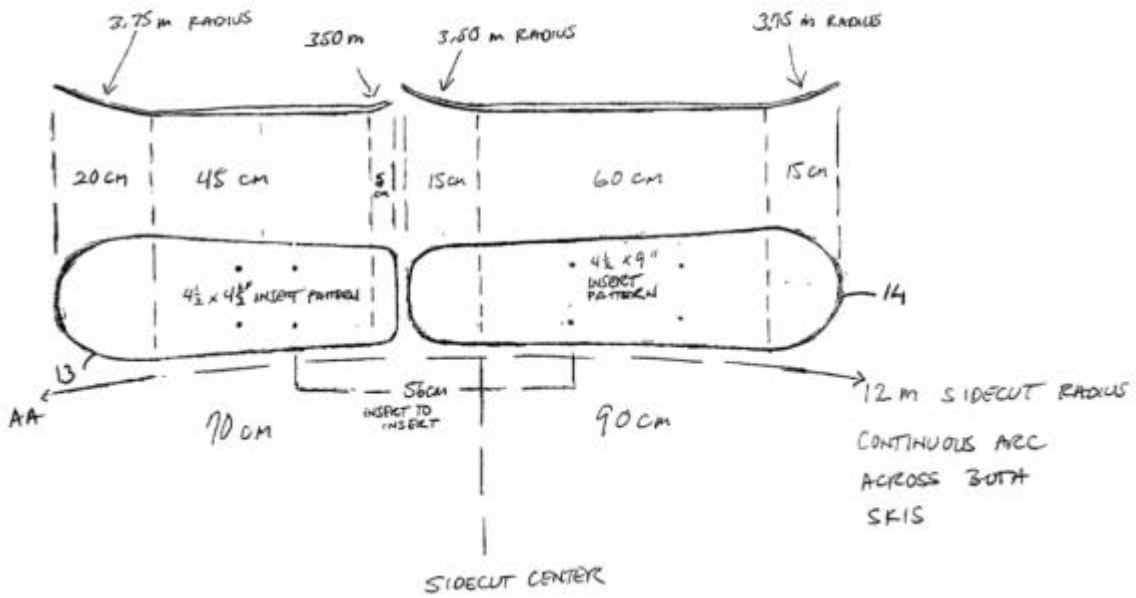 3.75 m RADIUS
350 m
3.50 m RADIUS
3.75 m RADIUS
20 cm
45 cm
5
cm
15 cm
60 cm
15 cm
4½ x 4½" INSERT PATTERN
4½ x 9"
INSERT
PATTERN
13
14
AA
56cm
INSERT TO
INSERT
70 cm
90 cm
12 m SIDECUT RADIUS
CONTINUOUS ARC
ACROSS BOTH
SKIS
SIDECUT CENTER